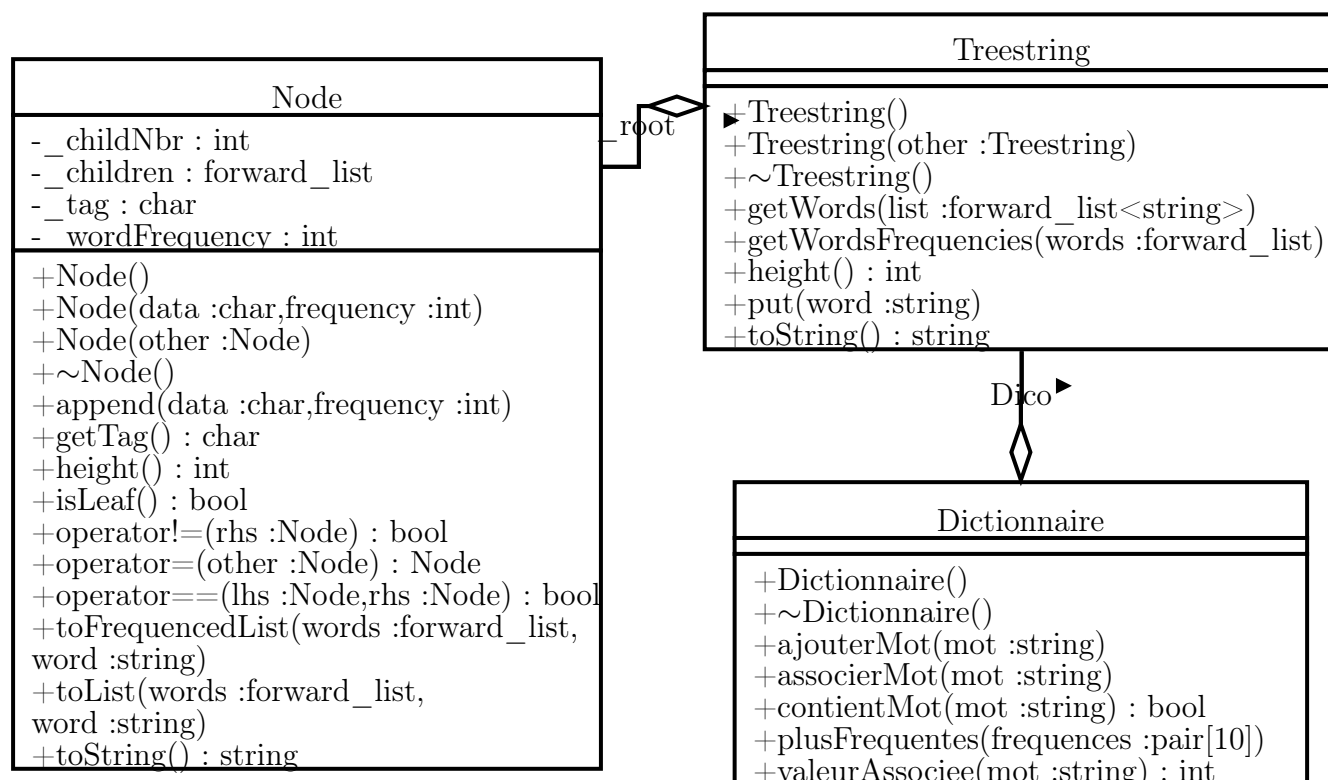 Node
- _childNbr : int
- _children : forward_list
- _tag : char
- _wordFrequency : int
+Node()
+Node(data :char,frequency :int)
+Node(other :Node)
+~Node()
+append(data :char,frequency :int)
+getTag() : char
+height() : int
+isLeaf() : bool
+operator!=(rhs :Node) : bool
+operator=(other :Node) : Node
+operator==(lhs :Node,rhs :Node) : bool
+toFrequencedList(words :forward_list,
word :string)
+toList(words :forward_list,
word :string)
+toString() : string
_root
Treestring
+Treestring()
+Treestring(other :Treestring)
+~Treestring()
+getWords(list :forward_list<string>)
+getWordsFrequencies(words :forward_list)
+height() : int
+put(word :string)
+toString() : string
Dico
Dictionnaire
+Dictionnaire()
+~Dictionnaire()
+ajouterMot(mot :string)
+associerMot(mot :string)
+contientMot(mot :string) : bool
+plusFrequentes(frequences :pair[10])
+valeurAssociee(mot :string) : int